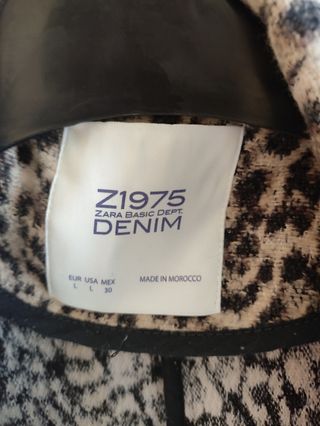 Z1975
ZARA BASIC DEPT.
DENIM
EUR USA MEX
L L 30
MADE IN MOROCCO